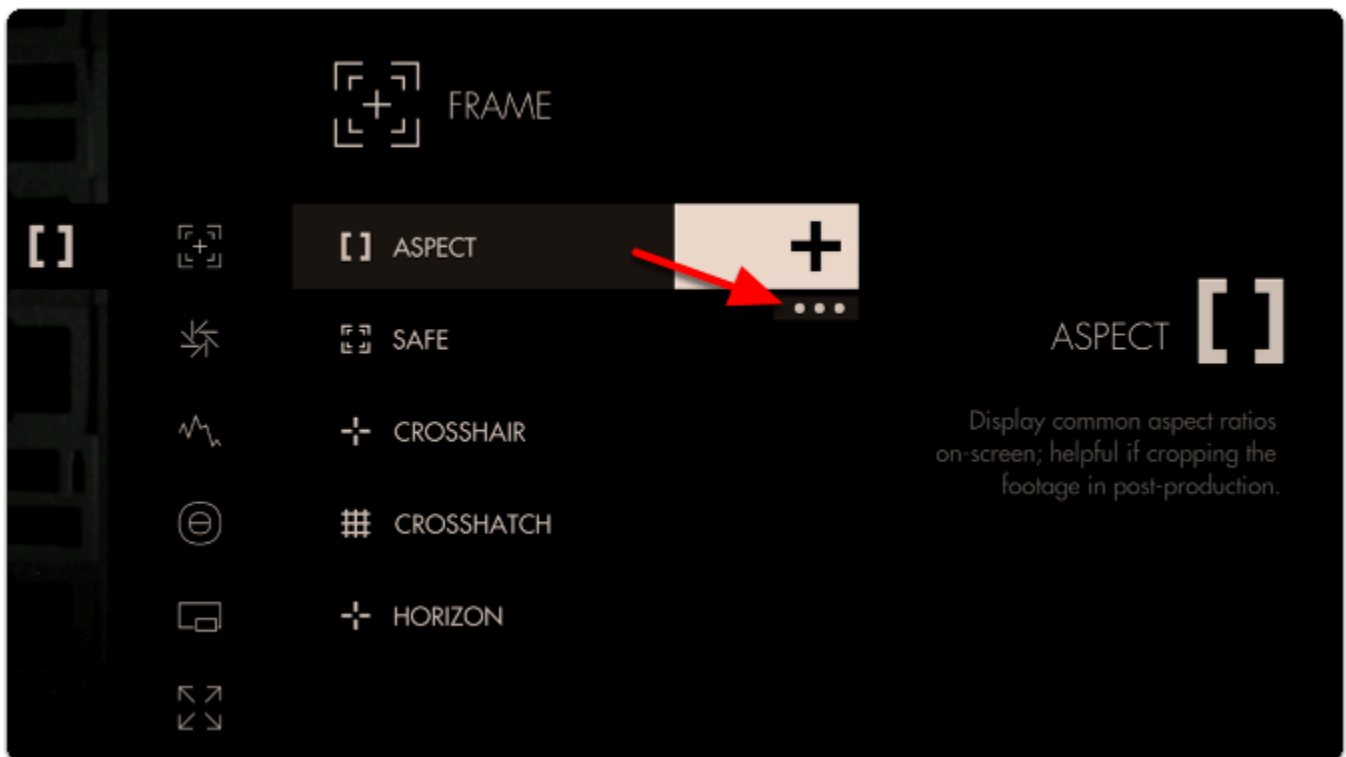 FRAME
ASPECT
SAFE
CROSSHAIR
CROSSHATCH
HORIZON
ASPECT
Display common aspect ratios
on-screen; helpful if cropping the
footage in post-production.